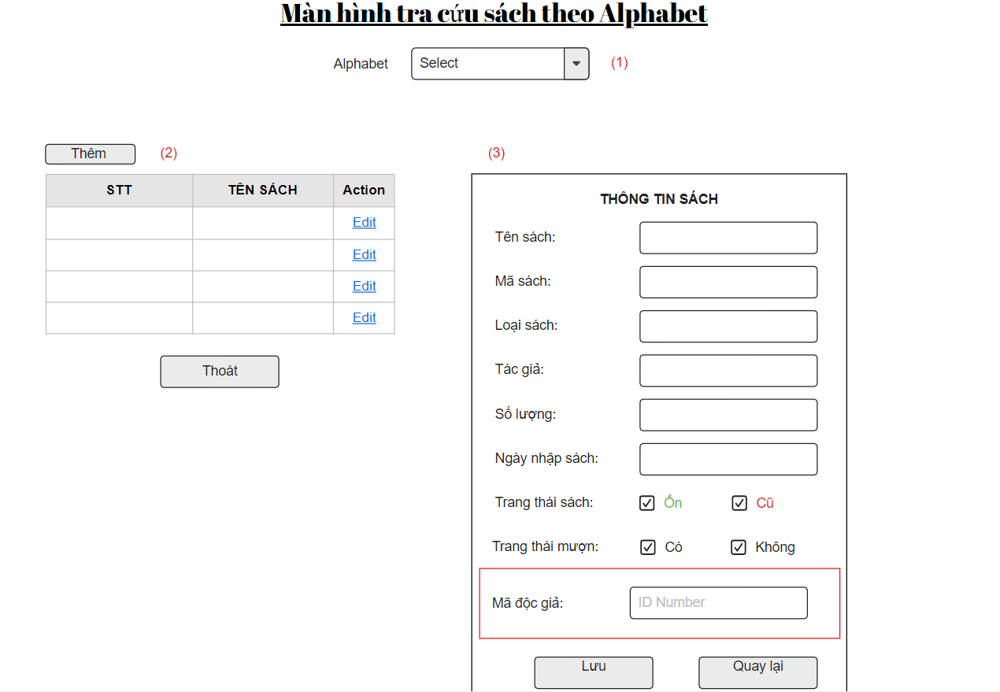 Màn hình tra cứu sách theo Alphabet
Alphabet Select (1)
Thêm (2)
STT TÊN SÁCH Action
Edit
Edit
Edit
Edit
Thoát
(3)
THÔNG TIN SÁCH
Tên sách:
Mã sách:
Loại sách:
Tác giả:
Số lượng:
Ngày nhập sách:
Trang thái sách: Ổn Cũ
Trang thái mượn: Có Không
Mã độc giả: ID Number
Lưu Quay lại